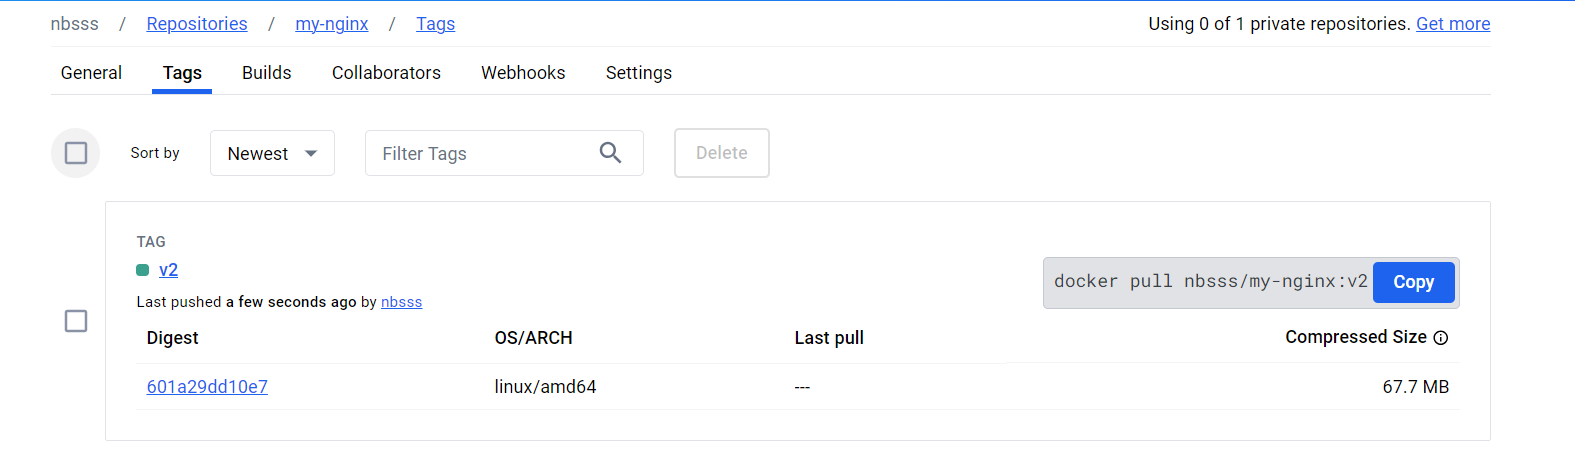 nbsss / Repositories / my-nginx / Tags Using 0 of 1 private repositories. Get more
General Tags Builds Collaborators Webhooks Settings
Sort by Newest Filter Tags Delete
TAG
v2
docker pull nbsss/my-nginx:v2 Copy
Last pushed a few seconds ago by nbsss
Digest OS/ARCH Last pull Compressed Size
601a29dd10e7 linux/amd64 --- 67.7 MB